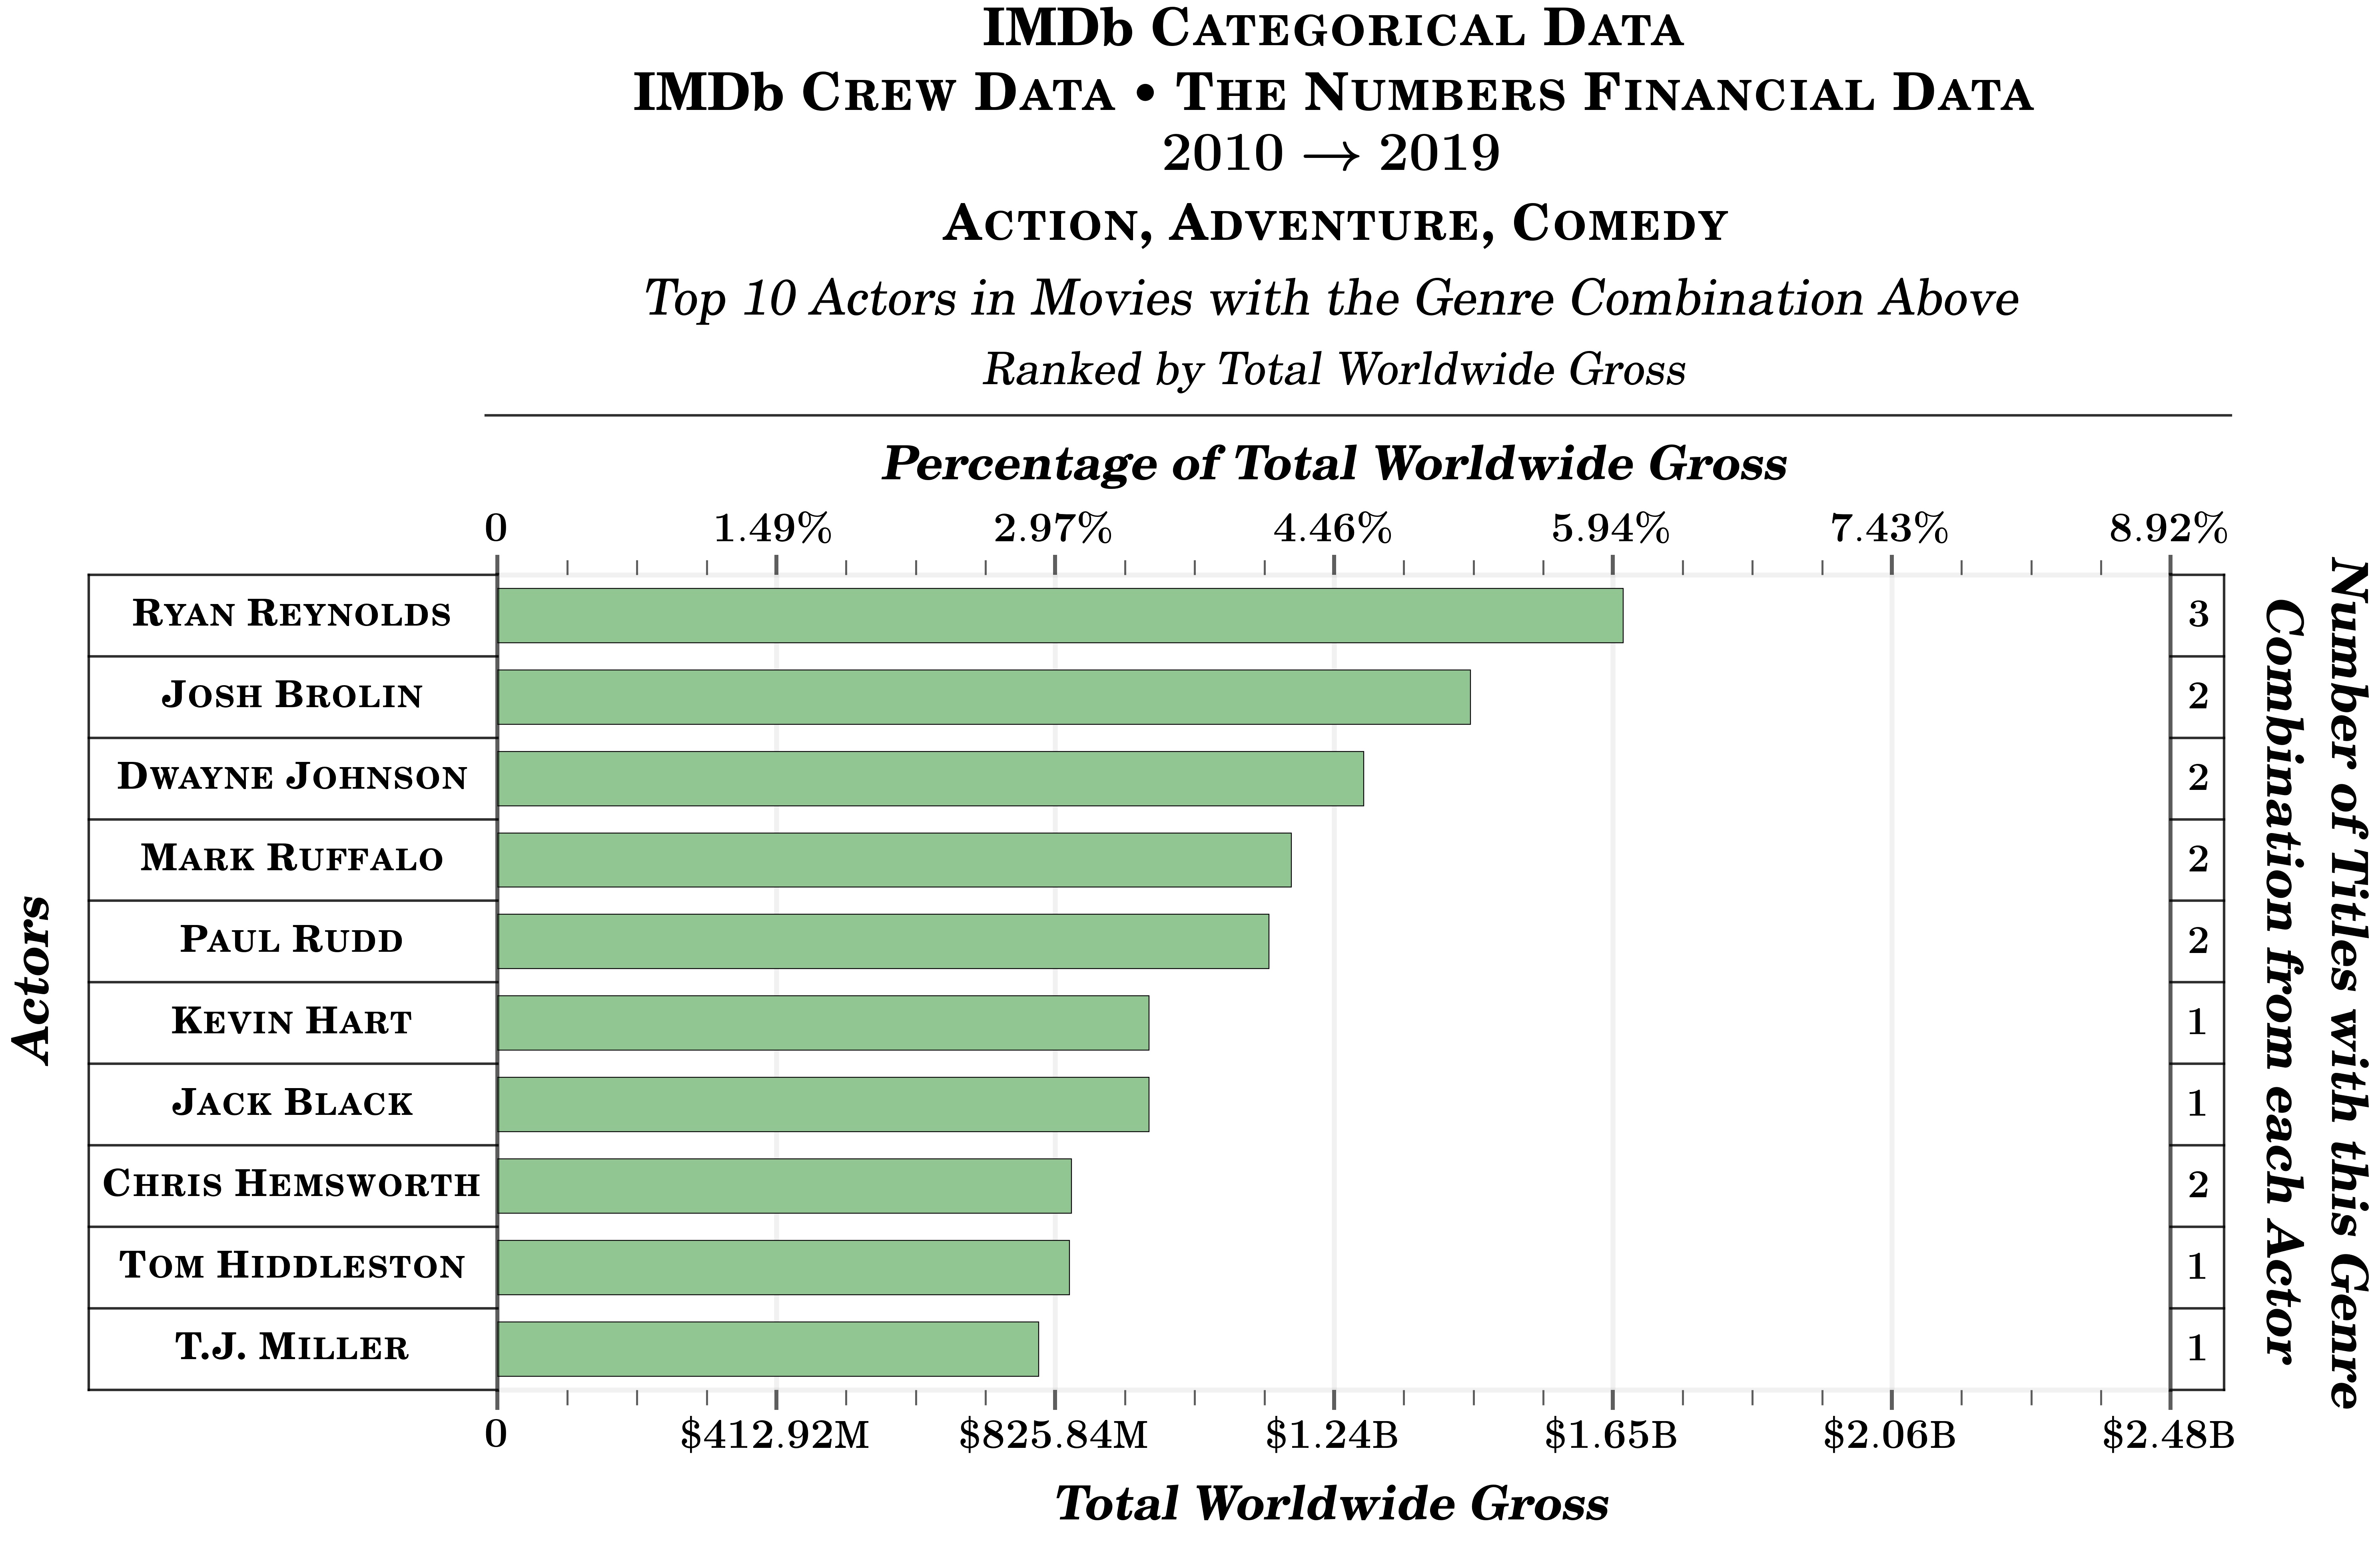 IMDb Categorical Data
IMDb Crew Data • The Numbers Financial Data
2010 → 2019
Action, Adventure, Comedy
Top 10 Actors in Movies with the Genre Combination Above
Ranked by Total Worldwide Gross
Percentage of Total Worldwide Gross
0 1.49% 2.97% 4.46% 5.94% 7.43% 8.92%
Actors
Ryan Reynolds 3
Josh Brolin 2
Dwayne Johnson 2
Mark Ruffalo 2
Paul Rudd 2
Kevin Hart 1
Jack Black 1
Chris Hemsworth 2
Tom Hiddleston 1
T.J. Miller 1
Number of Titles with this Genre
Combination from each Actor
0 $412.92M $825.84M $1.24B $1.65B $2.06B $2.48B
Total Worldwide Gross